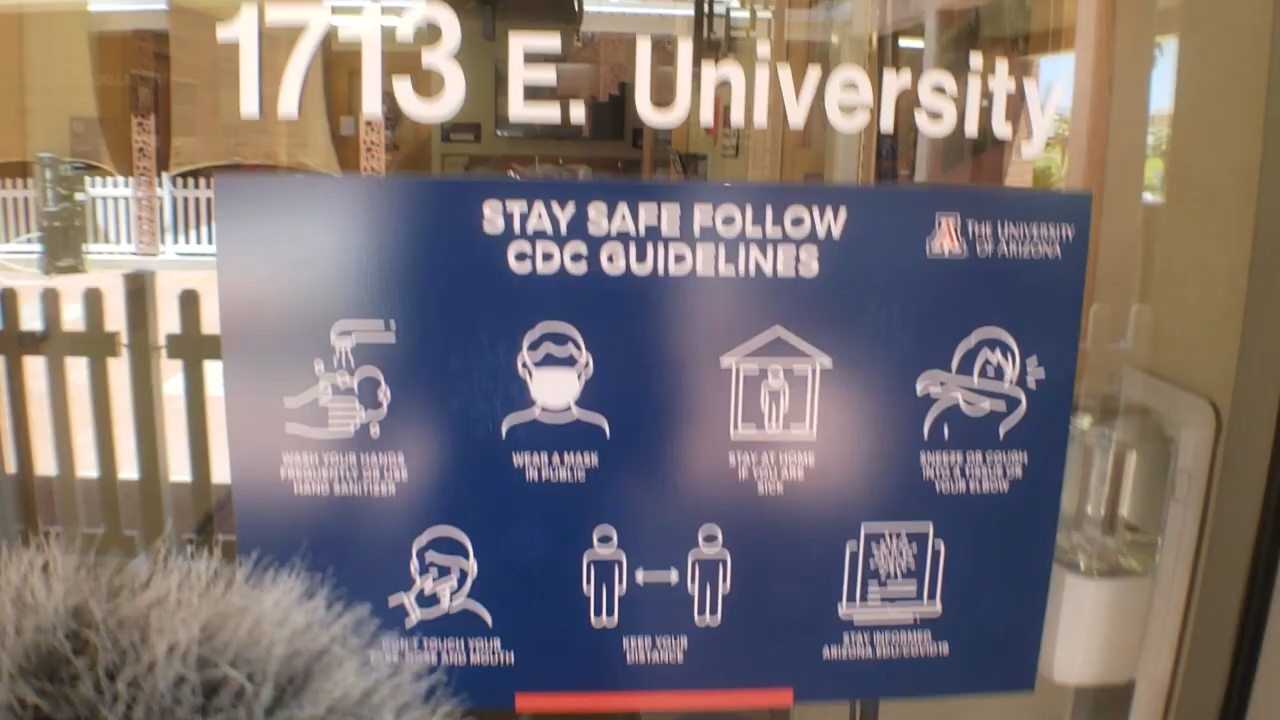 1713 E. University
STAY SAFE FOLLOW
CDC GUIDELINES
THE UNIVERSITY
OF ARIZONA
WASH YOUR HANDS
FREQUENTLY OR USE
HAND SANITIZER
WEAR A MASK
IN PUBLIC
STAY AT HOME
IF YOU ARE
SICK
SNEEZE OR COUGH
INTO A TISSUE OR
YOUR ELBOW
DON'T TOUCH YOUR
EYES, NOSE AND MOUTH
KEEP YOUR
DISTANCE
STAY INFORMED
ARIZONA.EDU/COVID19